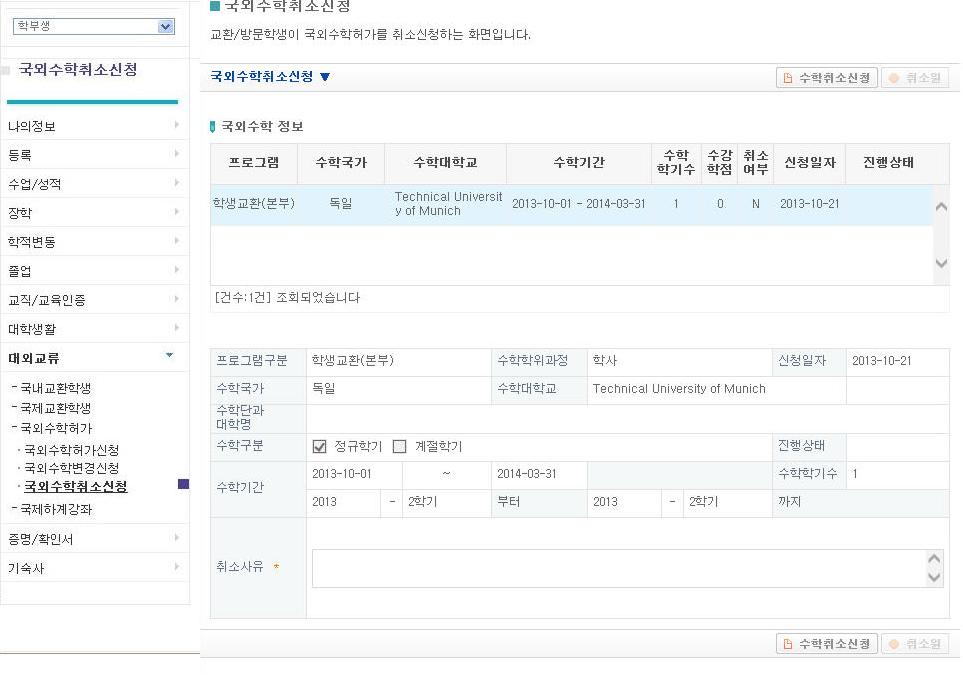 학부생
국외수학취소신청
나의정보
등록
수업/성적
장학
학적변동
졸업
교직/교육인증
대학생활
대외교류
- 국내교환학생
- 국제교환학생
- 국외수학허가
· 국외수학허가신청
· 국외수학변경신청
· 국외수학취소신청
- 국제하계강좌
증명/확인서
기숙사
국외수학취소신청
교환/방문학생이 국외수학허가를 취소신청하는 화면입니다.
국외수학취소신청 ▼ 수학취소신청 취소원
국외수학 정보
프로그램 수학국가 수학대학교 수학기간 수학 학기수 수강 학점 취소 여부 신청일자 진행상태
학생교환(본부) 독일 Technical Universit
y of Munich 2013-10-01 - 2014-03-31 1 0 N 2013-10-21
[건수:1건] 조회되었습니다
프로그램구분 학생교환(본부) 수학학위과정 학사 신청일자 2013-10-21
수학국가 독일 수학대학교 Technical University of Munich
수학단과
대학명
수학구분 정규학기 계절학기 진행상태
수학기간 2013-10-01 ~ 2014-03-31 수학학기수 1
2013 - 2학기 부터 2013 - 2학기 까지
취소사유 *
수학취소신청 취소원